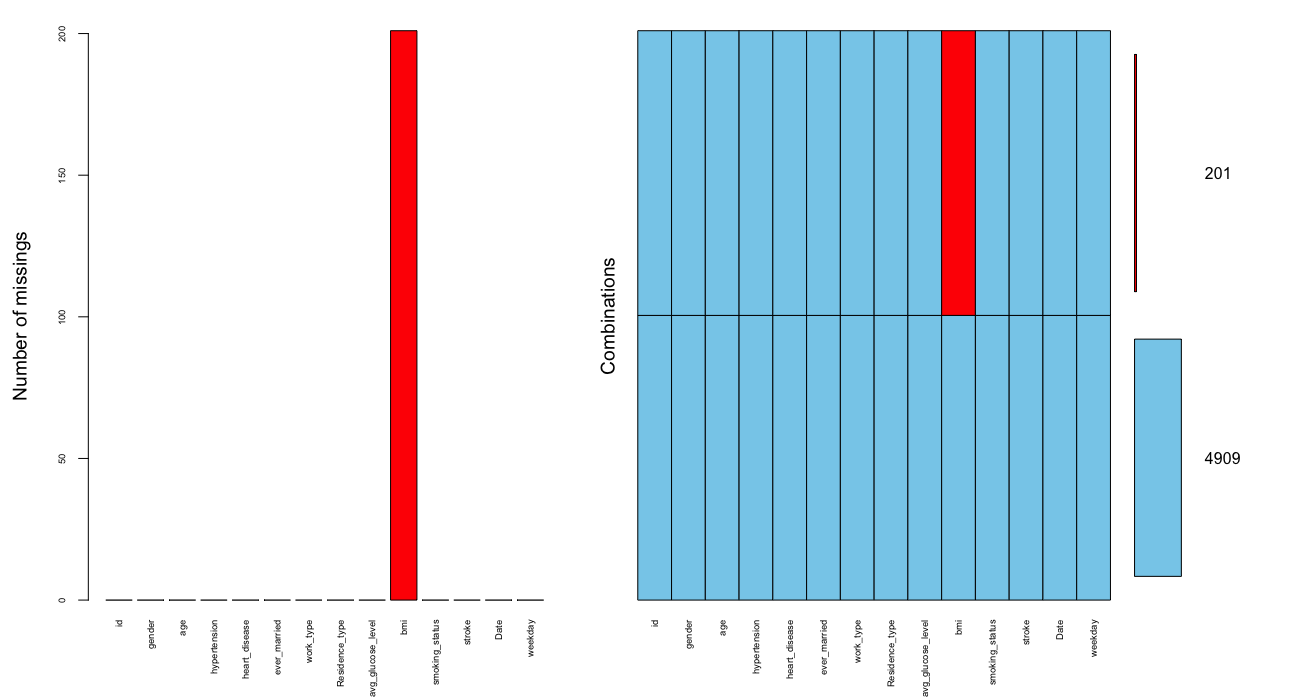 Number of missings
200
150
100
50
0
id
gender
age
hypertension
heart_disease
ever_married
work_type
Residence_type
avg_glucose_level
bmi
smoking_status
stroke
Date
weekday
Combinations
id
gender
age
hypertension
heart_disease
ever_married
work_type
Residence_type
avg_glucose_level
bmi
smoking_status
stroke
Date
weekday
201
4909